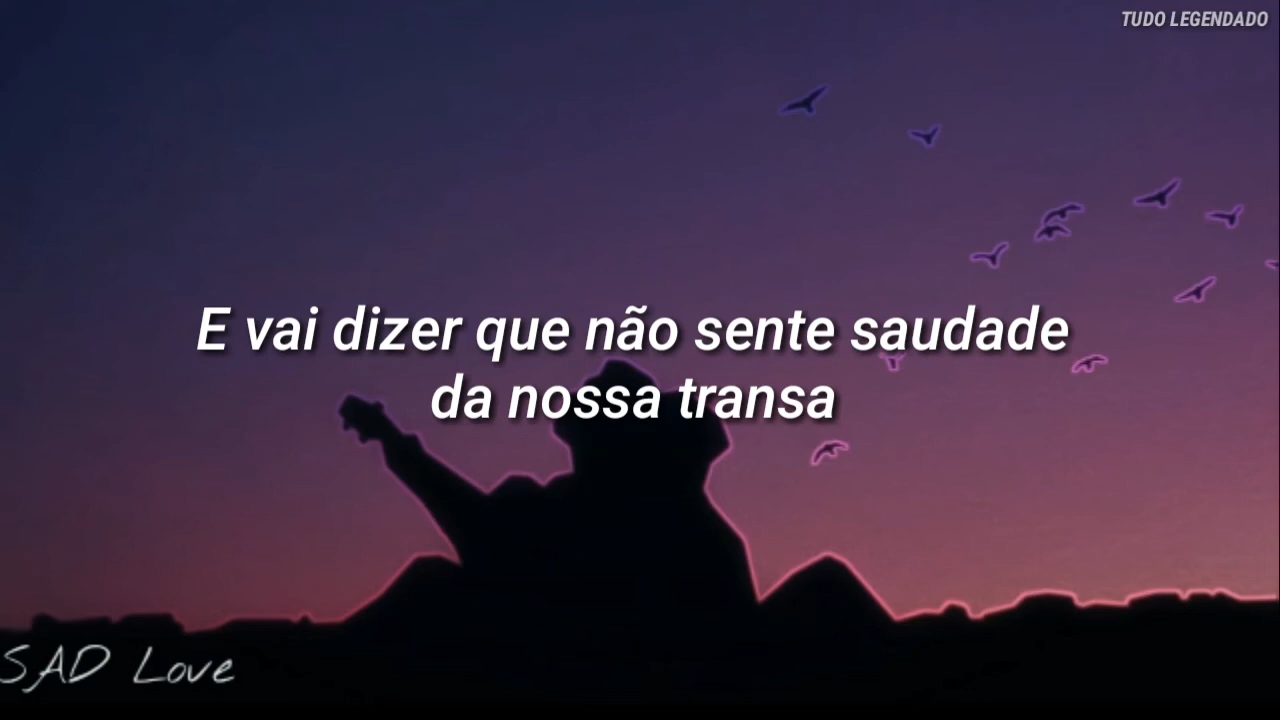 TUDO LEGENDADO
E vai dizer que não sente saudade
da nossa transa
SAD Love